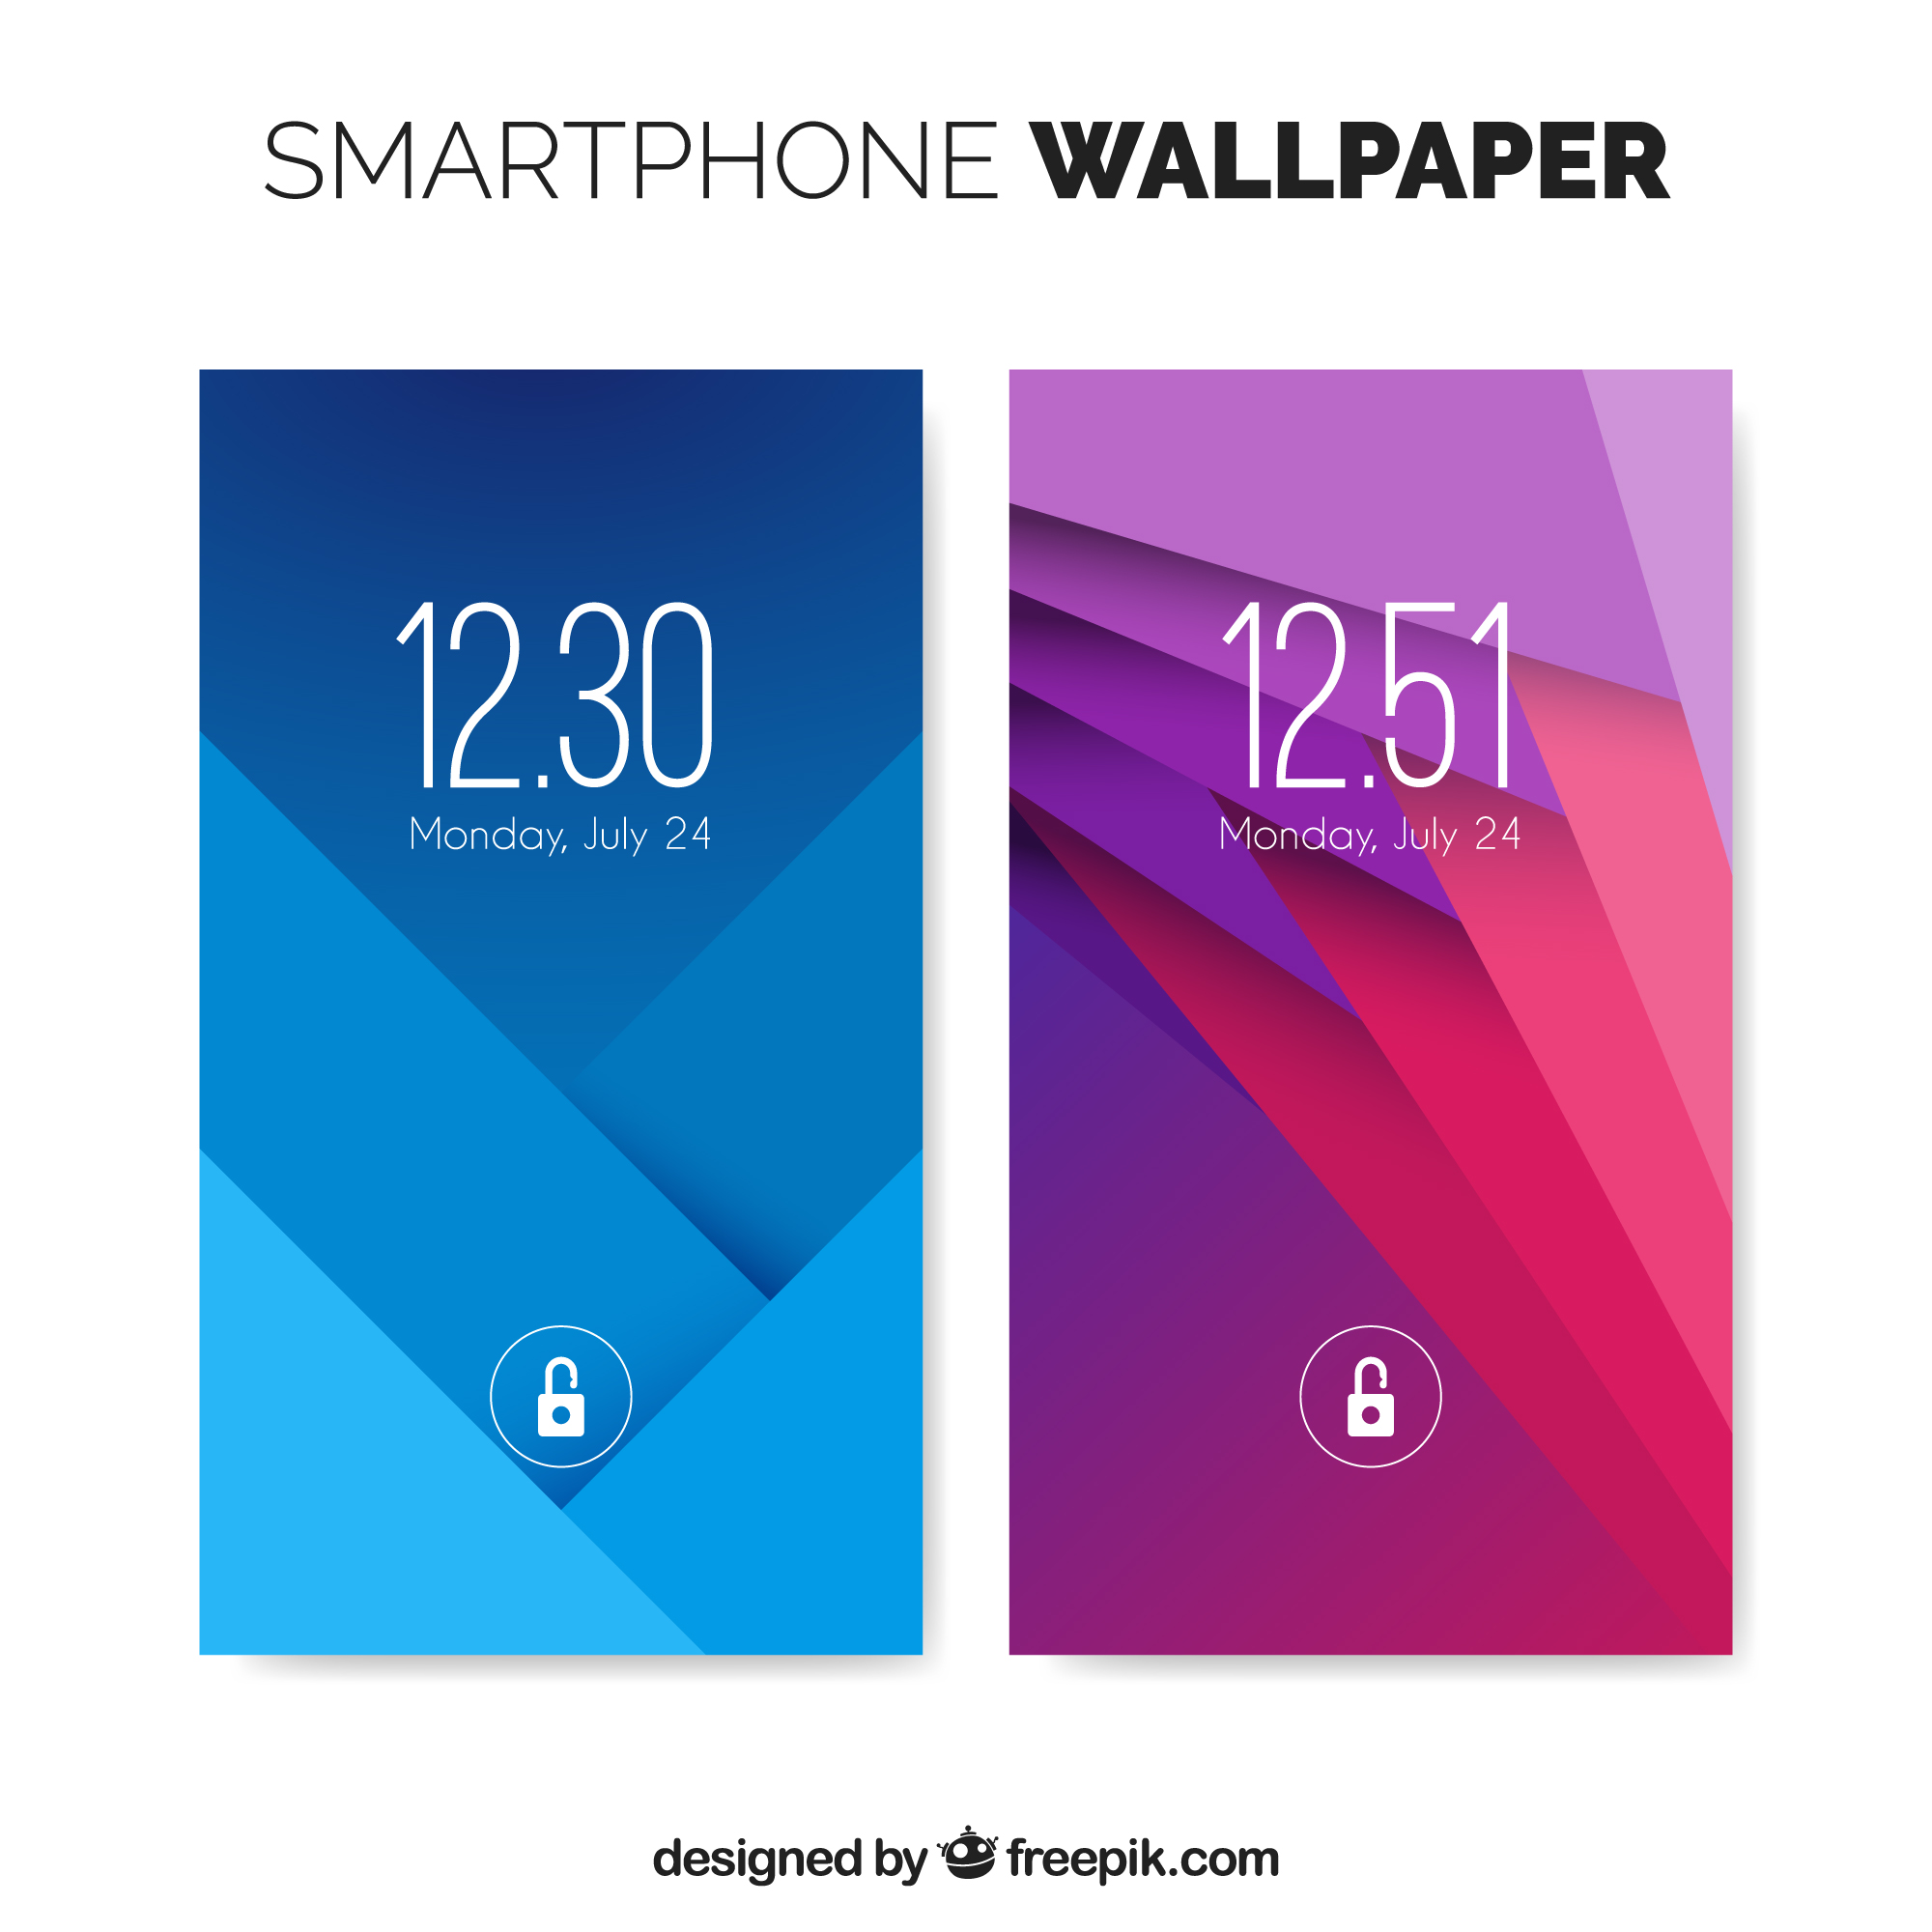 SMARTPHONE WALLPAPER
12.30
Monday, July 24
12.51
Monday, July 24
designed by freepik.com